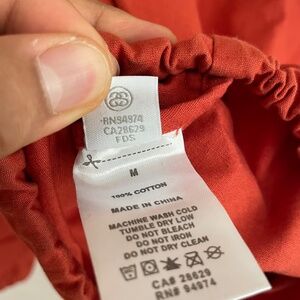 RN94974
CA28629
FDS
M
100% COTTON
MADE IN CHINA
MACHINE WASH COLD
TUMBLE DRY LOW
DO NOT BLEACH
DO NOT IRON
DO NOT DRY CLEAN
CA# 28629
RN# 94974